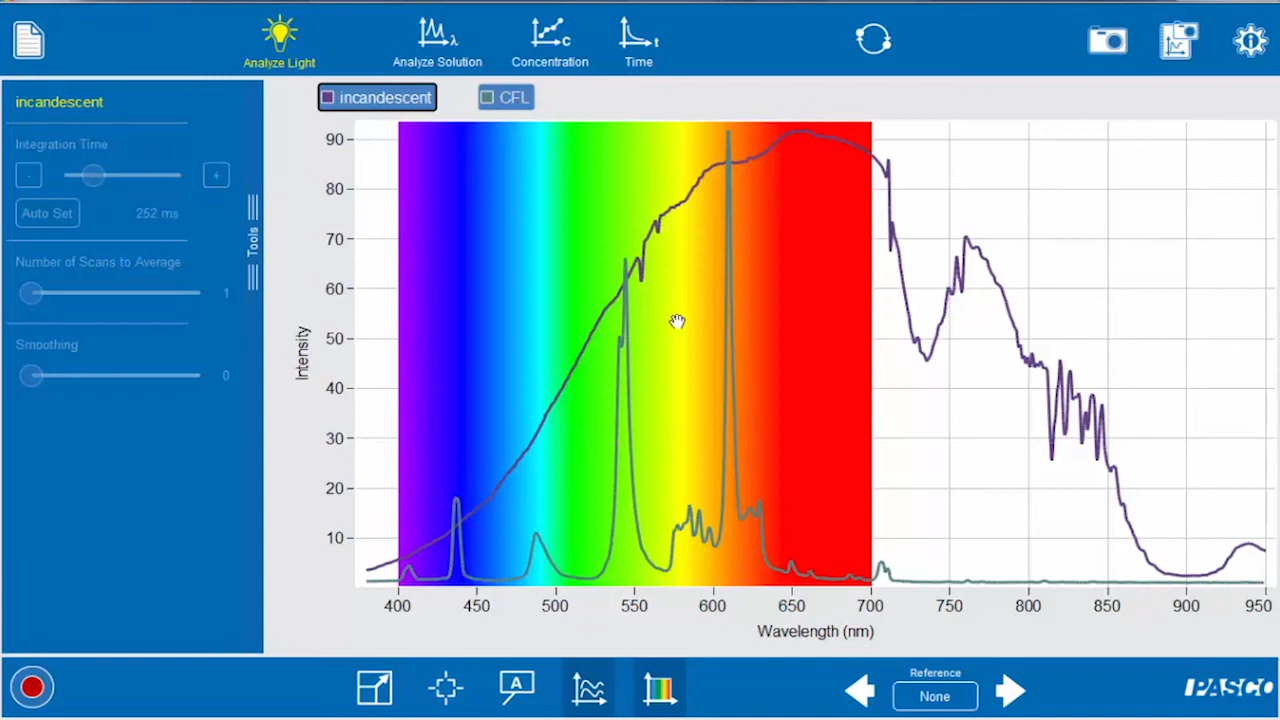 Analyze Light
Analyze Solution
Concentration
Time
λ
c
t
incandescent
Integration Time
-
+
Auto Set
252 ms
Number of Scans to Average
1
Smoothing
0
Tools
incandescent
CFL
Intensity
90
80
70
60
50
40
30
20
10
400 450 500 550 600 650 700 750 800 850 900 950
Wavelength (nm)
A
Reference
None
PASCO